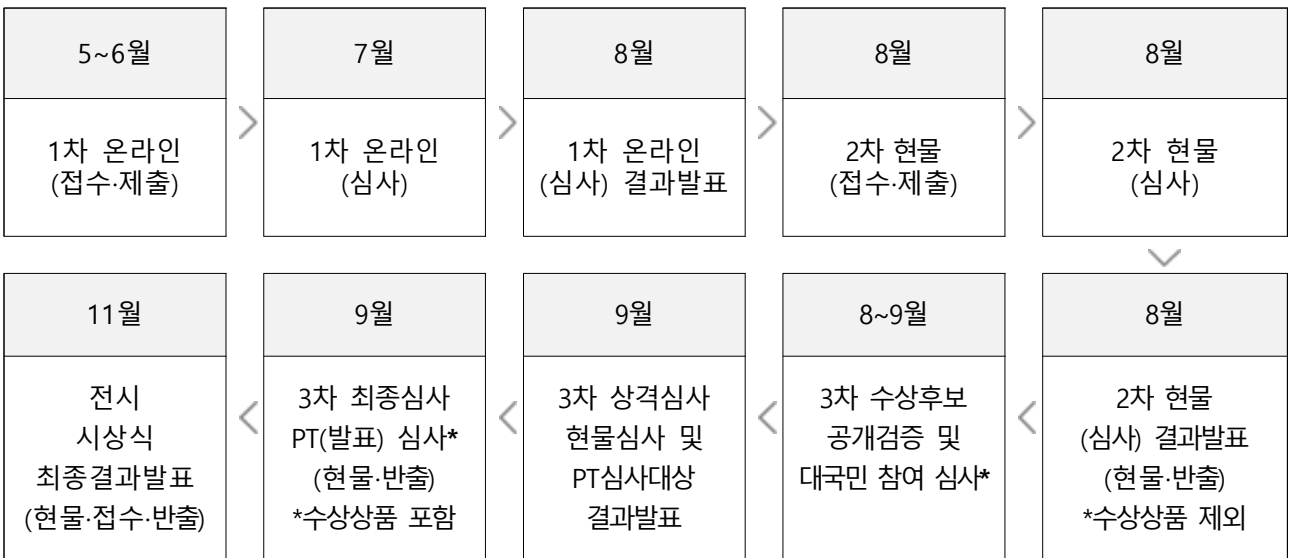 5~6월
1차 온라인
(접수·제출)
7월
1차 온라인
(심사)
8월
1차 온라인
(심사) 결과발표
8월
2차 현물
(접수·제출)
8월
2차 현물
(심사)
8월
2차 현물
(심사) 결과발표
(현물·반출)
*수상상품 제외
8~9월
3차 수상후보
공개검증 및
대국민 참여 심사*
9월
3차 상격심사
현물심사 및
PT심사대상
결과발표
9월
3차 최종심사
PT(발표) 심사*
(현물·반출)
*수상상품 포함
11월
전시
시상식
최종결과발표
(현물·접수·반출)